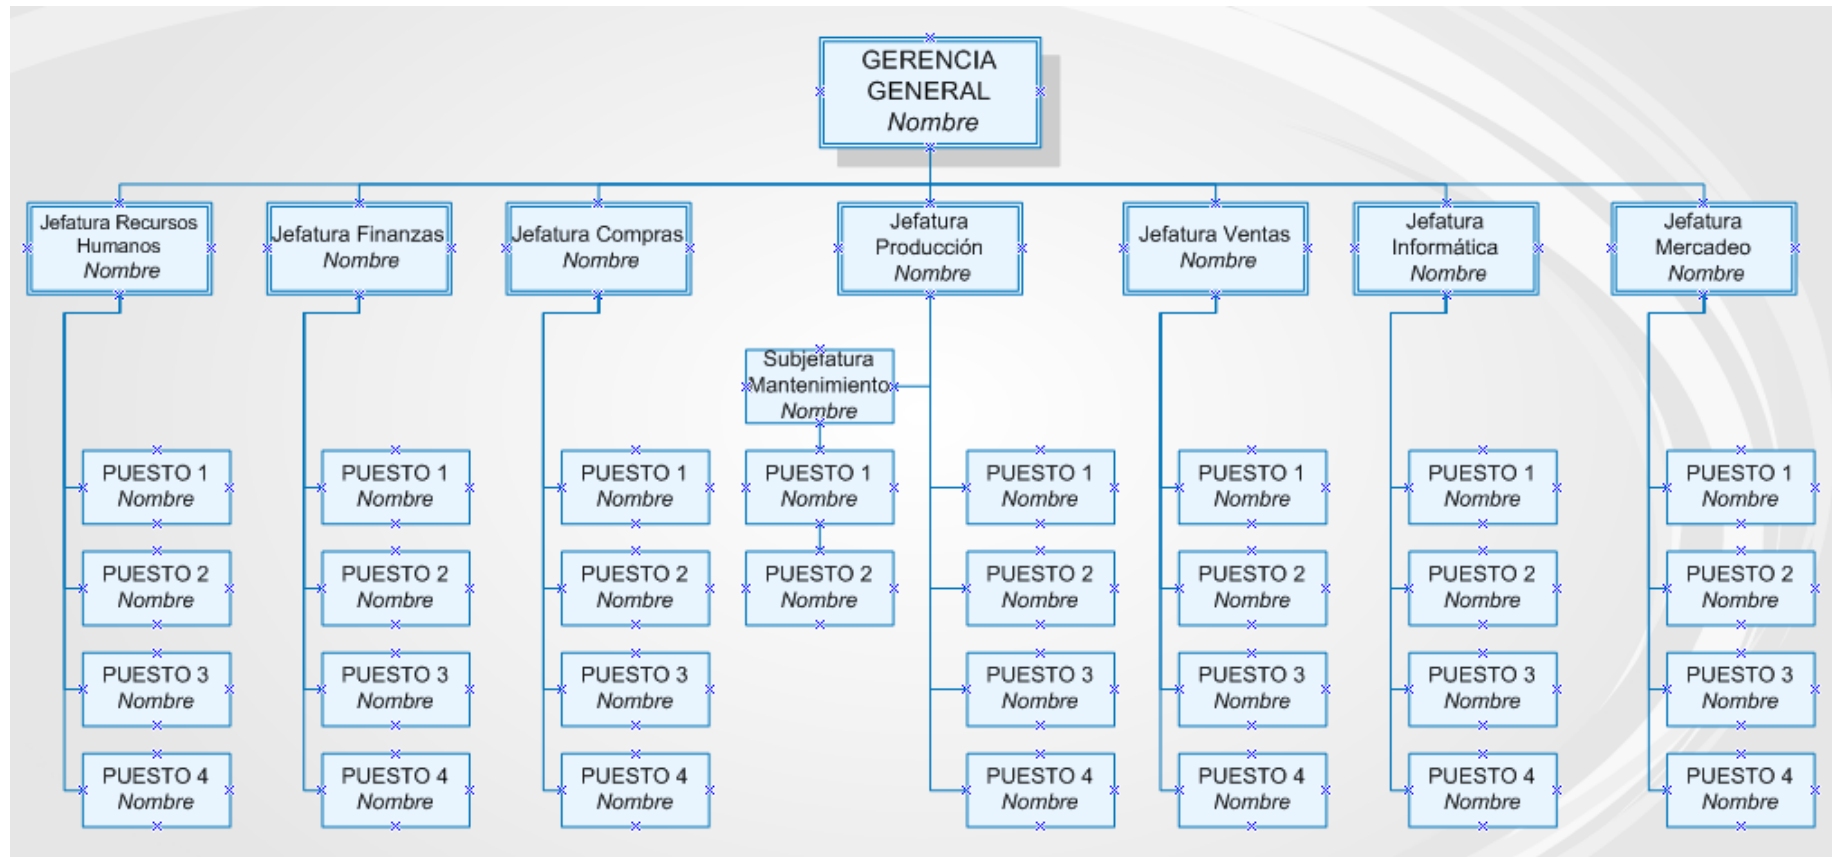 GERENCIA
GENERAL
Nombre
Jefatura Recursos
Humanos
Nombre
Jefatura Finanzas
Nombre
Jefatura Compras
Nombre
Jefatura
Producción
Nombre
Jefatura Ventas
Nombre
Jefatura
Informática
Nombre
Jefatura
Mercadeo
Nombre
Subjefatura
Mantenimiento
Nombre
PUESTO 1
Nombre
PUESTO 1
Nombre
PUESTO 1
Nombre
PUESTO 1
Nombre
PUESTO 1
Nombre
PUESTO 1
Nombre
PUESTO 1
Nombre
PUESTO 1
Nombre
PUESTO 2
Nombre
PUESTO 2
Nombre
PUESTO 2
Nombre
PUESTO 2
Nombre
PUESTO 2
Nombre
PUESTO 2
Nombre
PUESTO 2
Nombre
PUESTO 2
Nombre
PUESTO 3
Nombre
PUESTO 3
Nombre
PUESTO 3
Nombre
PUESTO 3
Nombre
PUESTO 3
Nombre
PUESTO 3
Nombre
PUESTO 3
Nombre
PUESTO 4
Nombre
PUESTO 4
Nombre
PUESTO 4
Nombre
PUESTO 4
Nombre
PUESTO 4
Nombre
PUESTO 4
Nombre
PUESTO 4
Nombre